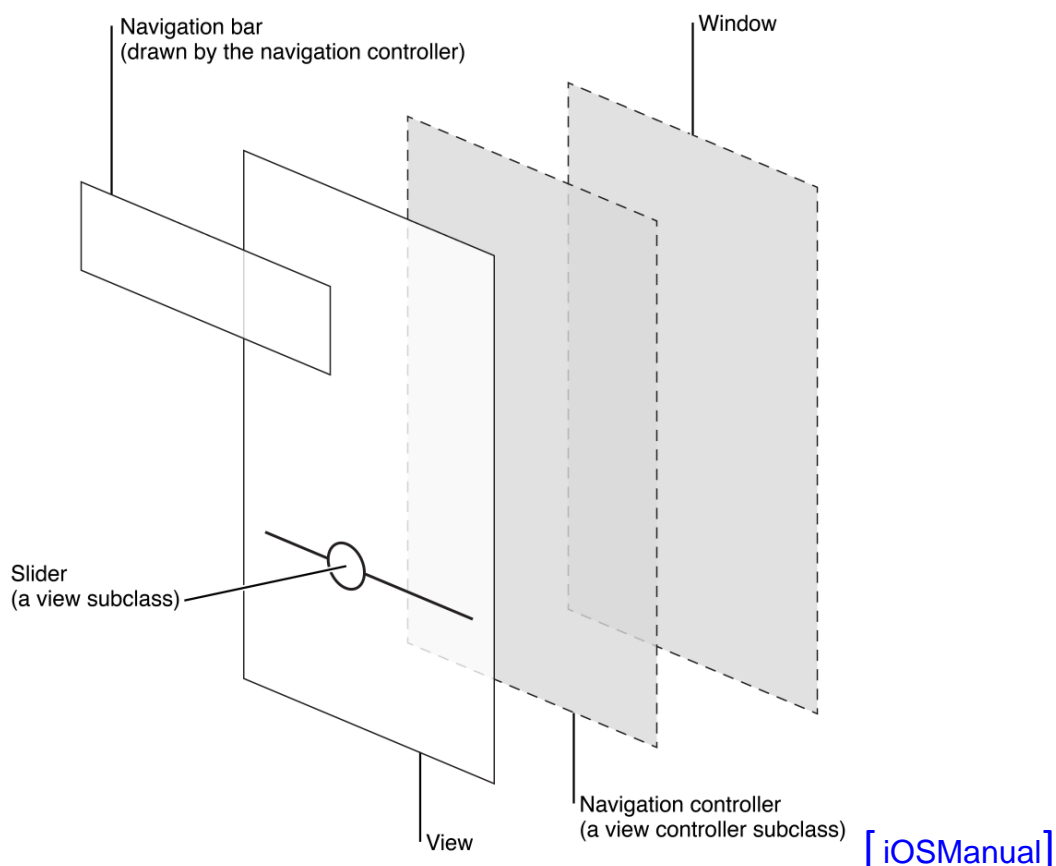 Navigation bar
(drawn by the navigation controller)
Window
Slider
(a view subclass)
Navigation controller
(a view controller subclass)
View
[iOSManual]